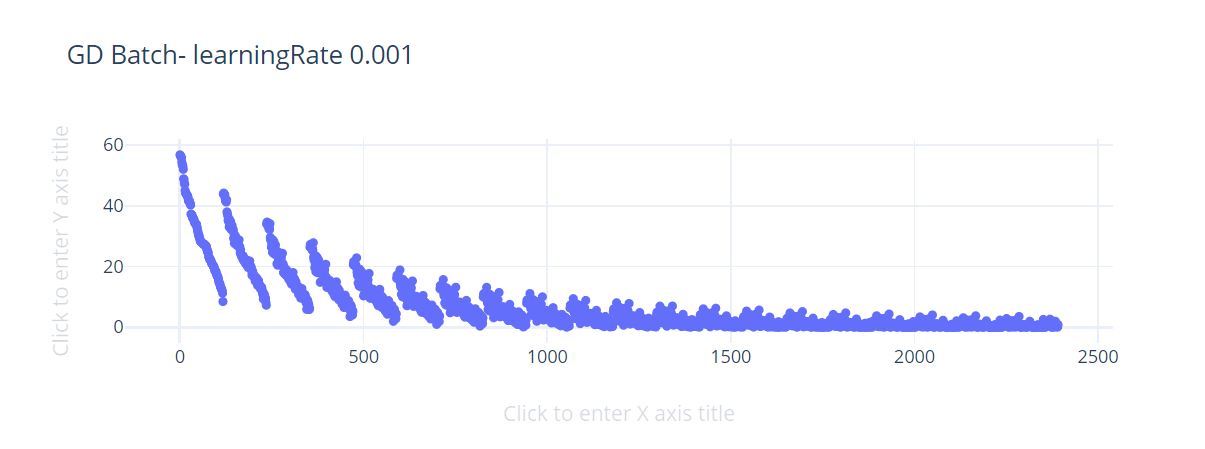 GD Batch- learningRate 0.001
Click to enter Y axis title
60
40
20
0
0 500 1000 1500 2000 2500
Click to enter X axis title